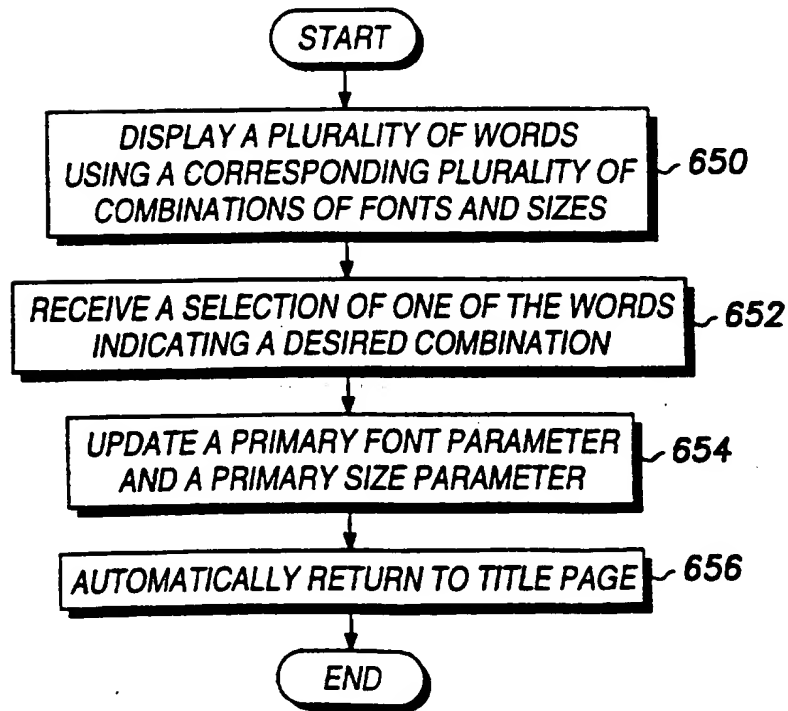 START
DISPLAY A PLURALITY OF WORDS
USING A CORRESPONDING PLURALITY OF
COMBINATIONS OF FONTS AND SIZES
650
RECEIVE A SELECTION OF ONE OF THE WORDS
INDICATING A DESIRED COMBINATION
652
UPDATE A PRIMARY FONT PARAMETER
AND A PRIMARY SIZE PARAMETER
654
AUTOMATICALLY RETURN TO TITLE PAGE
656
END